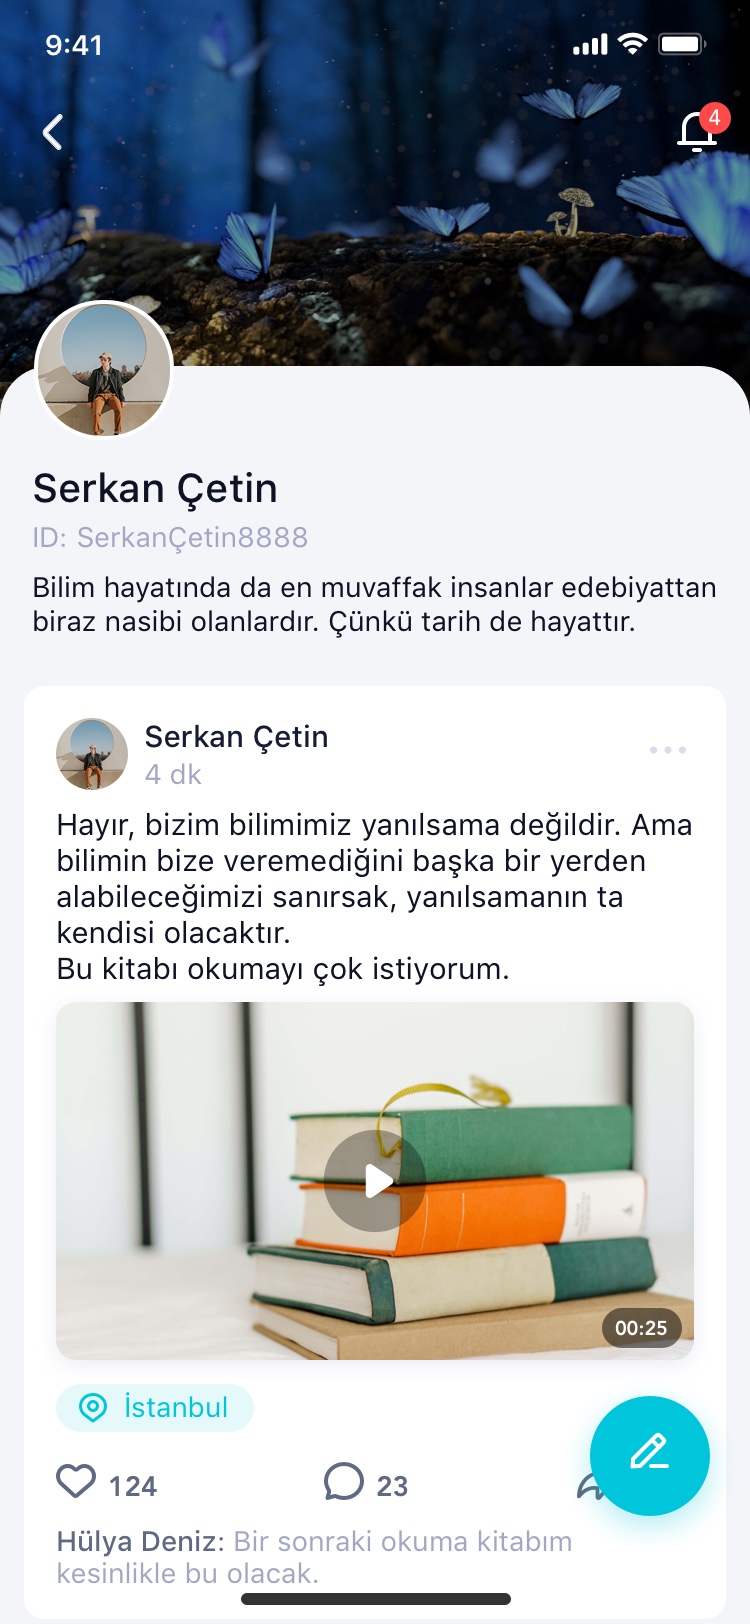 9:41
4
Serkan Çetin
ID: SerkanÇetin8888
Bilim hayatında da en muvaffak insanlar edebiyattan
biraz nasibi olanlardır. Çünkü tarih de hayattır.
Serkan Çetin
4 dk
Hayır, bizim bilimimiz yanılsama değildir. Ama
bilimin bize veremediğini başka bir yerden
alabileceğimizi sanırsak, yanılsamanın ta
kendisi olacaktır.
Bu kitabı okumayı çok istiyorum.
00:25
İstanbul
124
23
Hülya Deniz: Bir sonraki okuma kitabım
kesinlikle bu olacak.